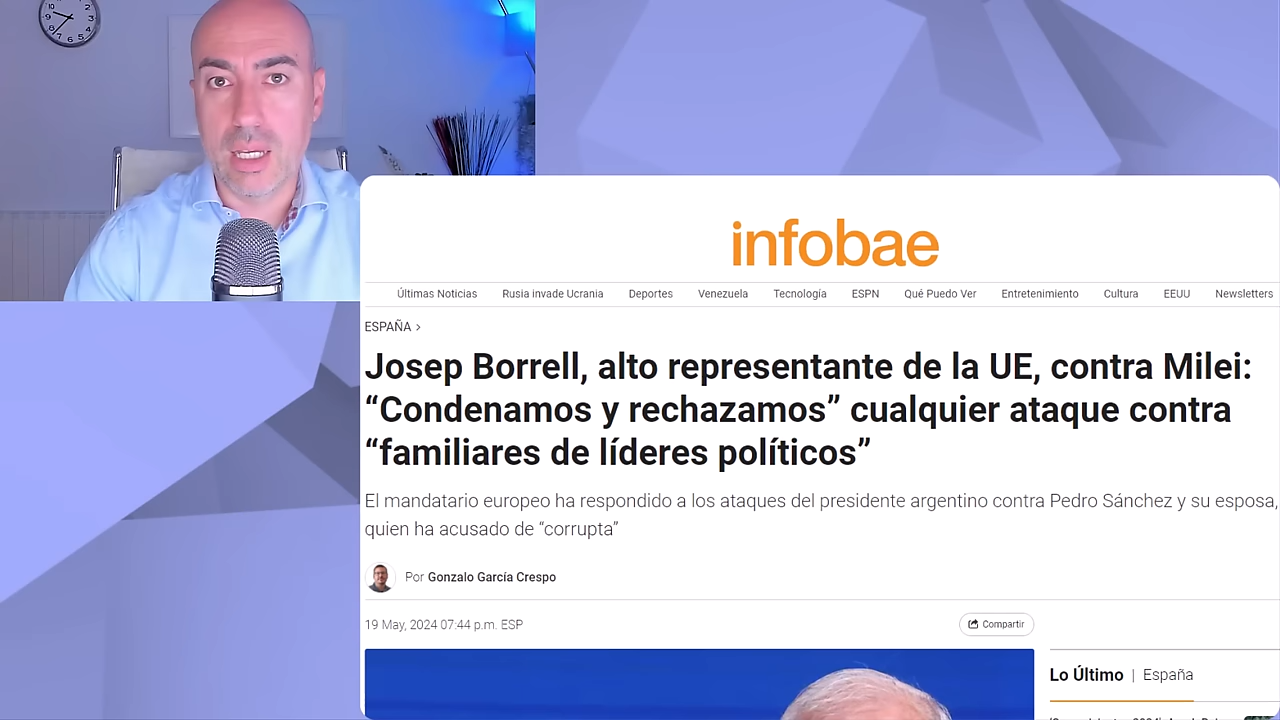 infobae
Últimas Noticias Rusia invade Ucrania Deportes Venezuela Tecnología ESPN Qué Puedo Ver Entretenimiento Cultura EEUU Newsletters
ESPAÑA >
Josep Borrell, alto representante de la UE, contra Milei:
“Condenamos y rechazamos” cualquier ataque contra
“familiares de líderes políticos”
El mandatario europeo ha respondido a los ataques del presidente argentino contra Pedro Sánchez y su esposa,
quien ha acusado de “corrupta”
Por Gonzalo García Crespo
19 May, 2024 07:44 p.m. ESP
Compartir
Lo Último | España